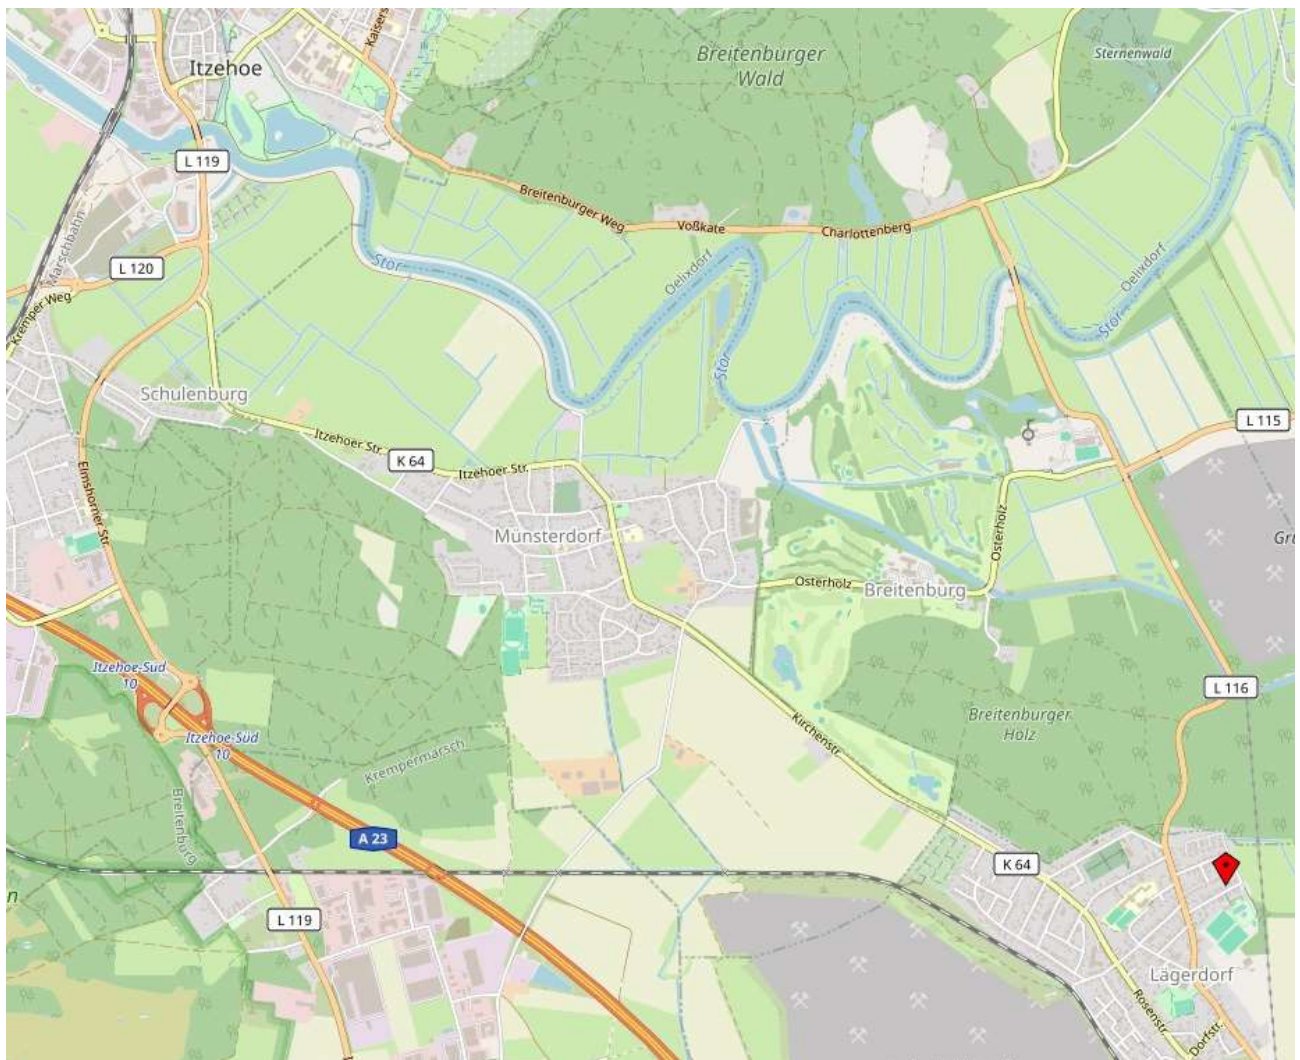 Itzehoe
Kaisers
Breitenburger
Wald
Sternenwald
L 119
Breitenburger Weg
Voßkate
Charlottenberg
Marschbahn
L 120
Stör
Oelixdorf
Oelixdorf
Stör
Kremper Weg
Stör
Schulenburg
Itzehoer Str.
K 64
Itzehoer Str.
L 115
Elmshorner Str.
Münsterdorf
Osterholz
Osterholz
Breitenburg
Itzehoe-Süd
10
L 116
Itzehoe-Süd
10
Kirchenstr.
Breitenburger
Holz
Krempermarsch
Breitenburg
A 23
K 64
L 119
Lägerdorf
Rosenstr.
Dorfstr.